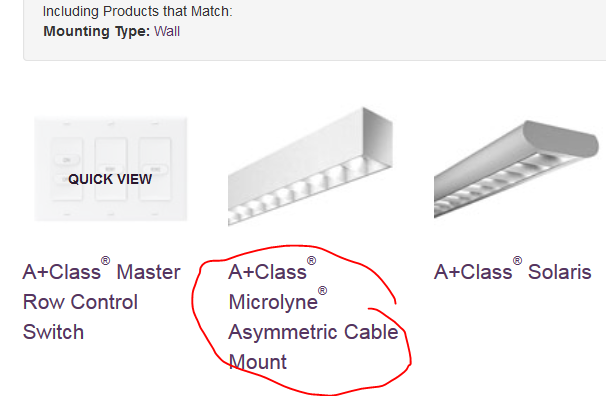 Including Products that Match:
Mounting Type: Wall
QUICK VIEW
A+Class® Master
Row Control
Switch
A+Class®
Microlyne®
Asymmetric Cable
Mount
A+Class® Solaris